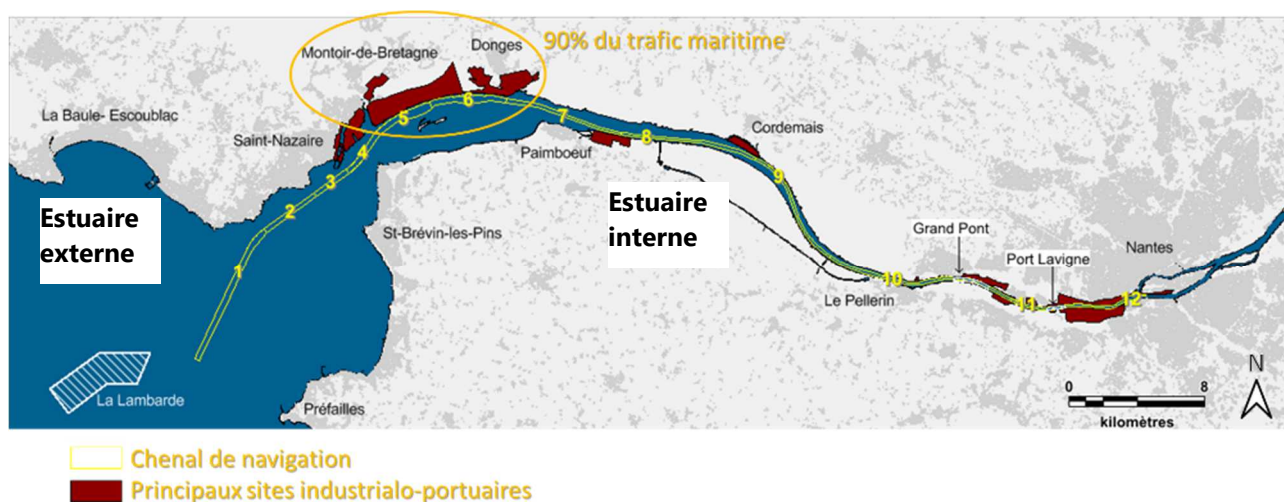 90% du trafic maritime
Montoir-de-Bretagne
Donges
La Baule- Escoublac
Saint-Nazaire
Paimboeuf
Cordemais
Estuaire
externe
St-Brévin-les-Pins
Estuaire
interne
Grand Pont
Port Lavigne
Nantes
Le Pellerin
La Lambarde
Préfailles
1
2
3
4
5
6
7
8
9
10
11
12
N
0 8
kilomètres
Chenal de navigation
Principaux sites industrialo-portuaires